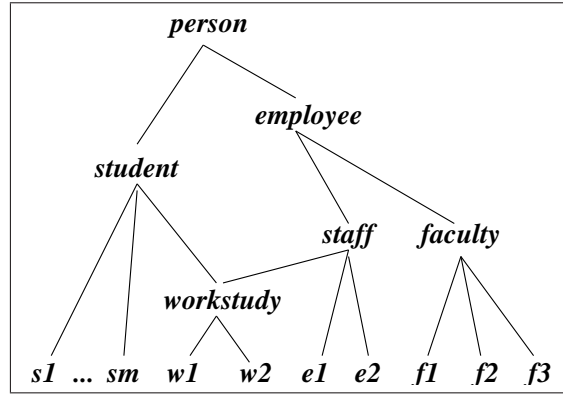 person
employee
student
staff faculty
workstudy
s1 ... sm w1 w2 e1 e2 f1 f2 f3